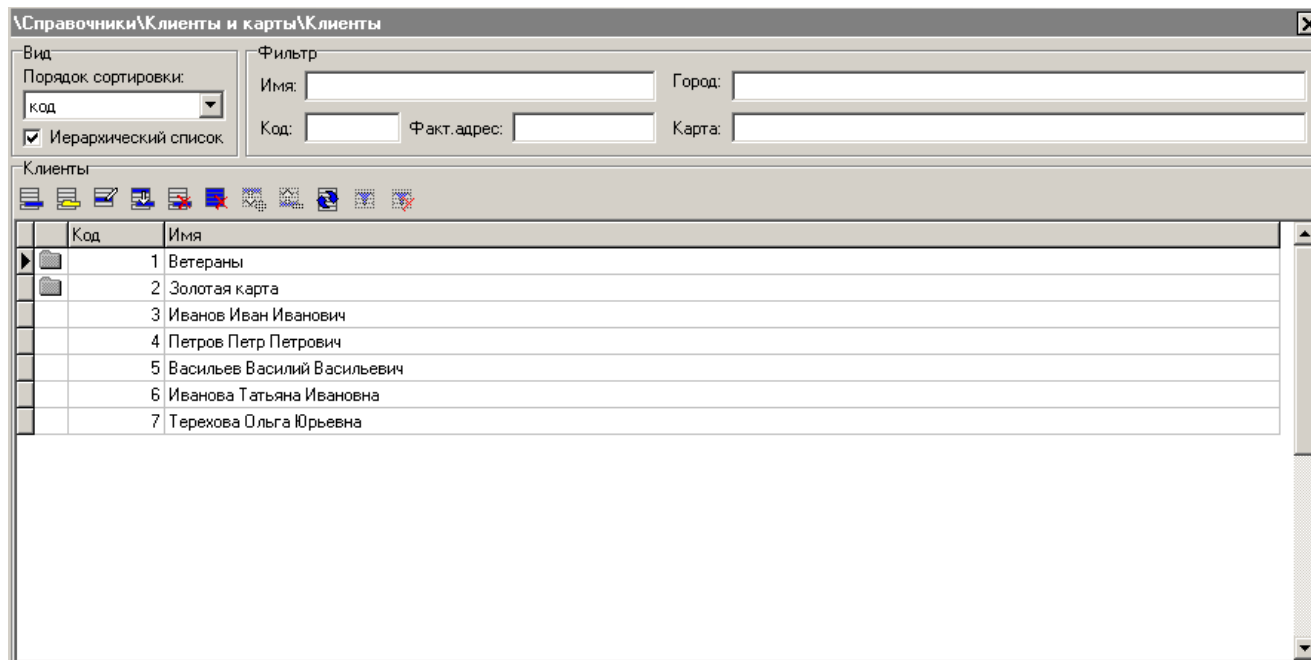 \Справочники\Клиенты и карты\Клиенты
Вид
Порядок сортировки:
код
Иерархический список
Фильтр
Имя:
Город:
Код:
Факт.адрес:
Карта:
Клиенты
Код Имя
1 Ветераны
2 Золотая карта
3 Иванов Иван Иванович
4 Петров Петр Петрович
5 Васильев Василий Васильевич
6 Иванова Татьяна Ивановна
7 Терехова Ольга Юрьевна